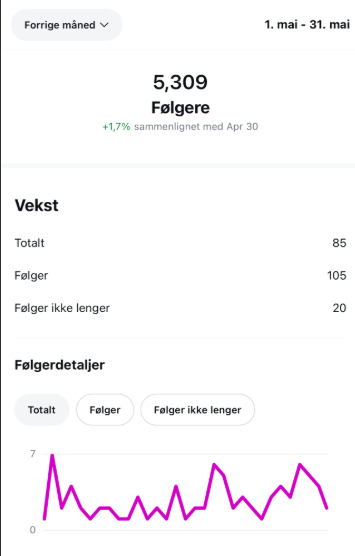 Forrige måned 1. mai - 31. mai
5,309
Følgere
+1,7% sammenlignet med Apr 30
Vekst
Totalt 85
Følger 105
Følger ikke lenger 20
Følgerdetaljer
Totalt Følger Følger ikke lenger
7
0